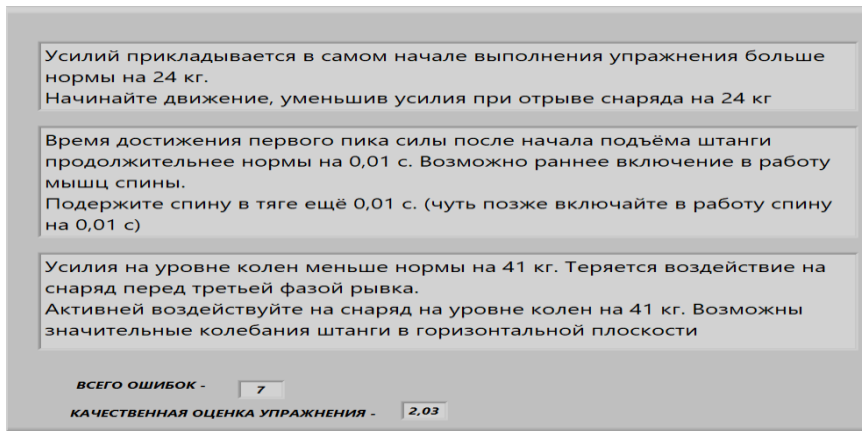 Усилий прикладывается в самом начале выполнения упражнения больше
нормы на 24 кг.
Начинайте движение, уменьшив усилия при отрыве снаряда на 24 кг
Время достижения первого пика силы после начала подъёма штанги
продолжительнее нормы на 0,01 с. Возможно раннее включение в работу
мышц спины.
Подержите спину в тяге ещё 0,01 с. (чуть позже включайте в работу спину
на 0,01 с)
Усилия на уровне колен меньше нормы на 41 кг. Теряется воздействие на
снаряд перед третьей фазой рывка.
Активней воздействуйте на снаряд на уровне колен на 41 кг. Возможны
значительные колебания штанги в горизонтальной плоскости
ВСЕГО ОШИБОК - 7
КАЧЕСТВЕННАЯ ОЦЕНКА УПРАЖНЕНИЯ - 2,03